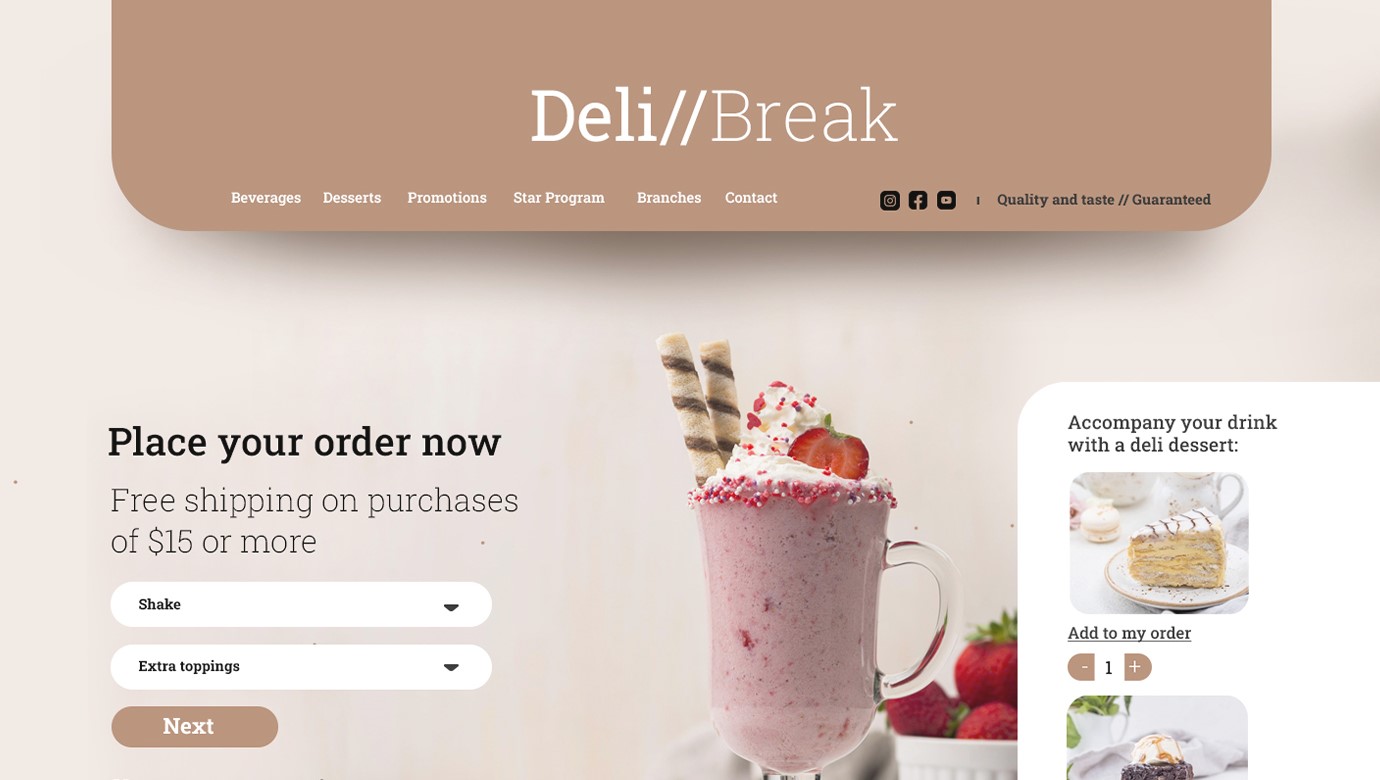 Deli//Break
Beverages Desserts Promotions Star Program Branches Contact
Quality and taste // Guaranteed
Place your order now
Free shipping on purchases
of $15 or more
Shake
Extra toppings
Next
Accompany your drink
with a deli dessert:
Add to my order
- 1 +